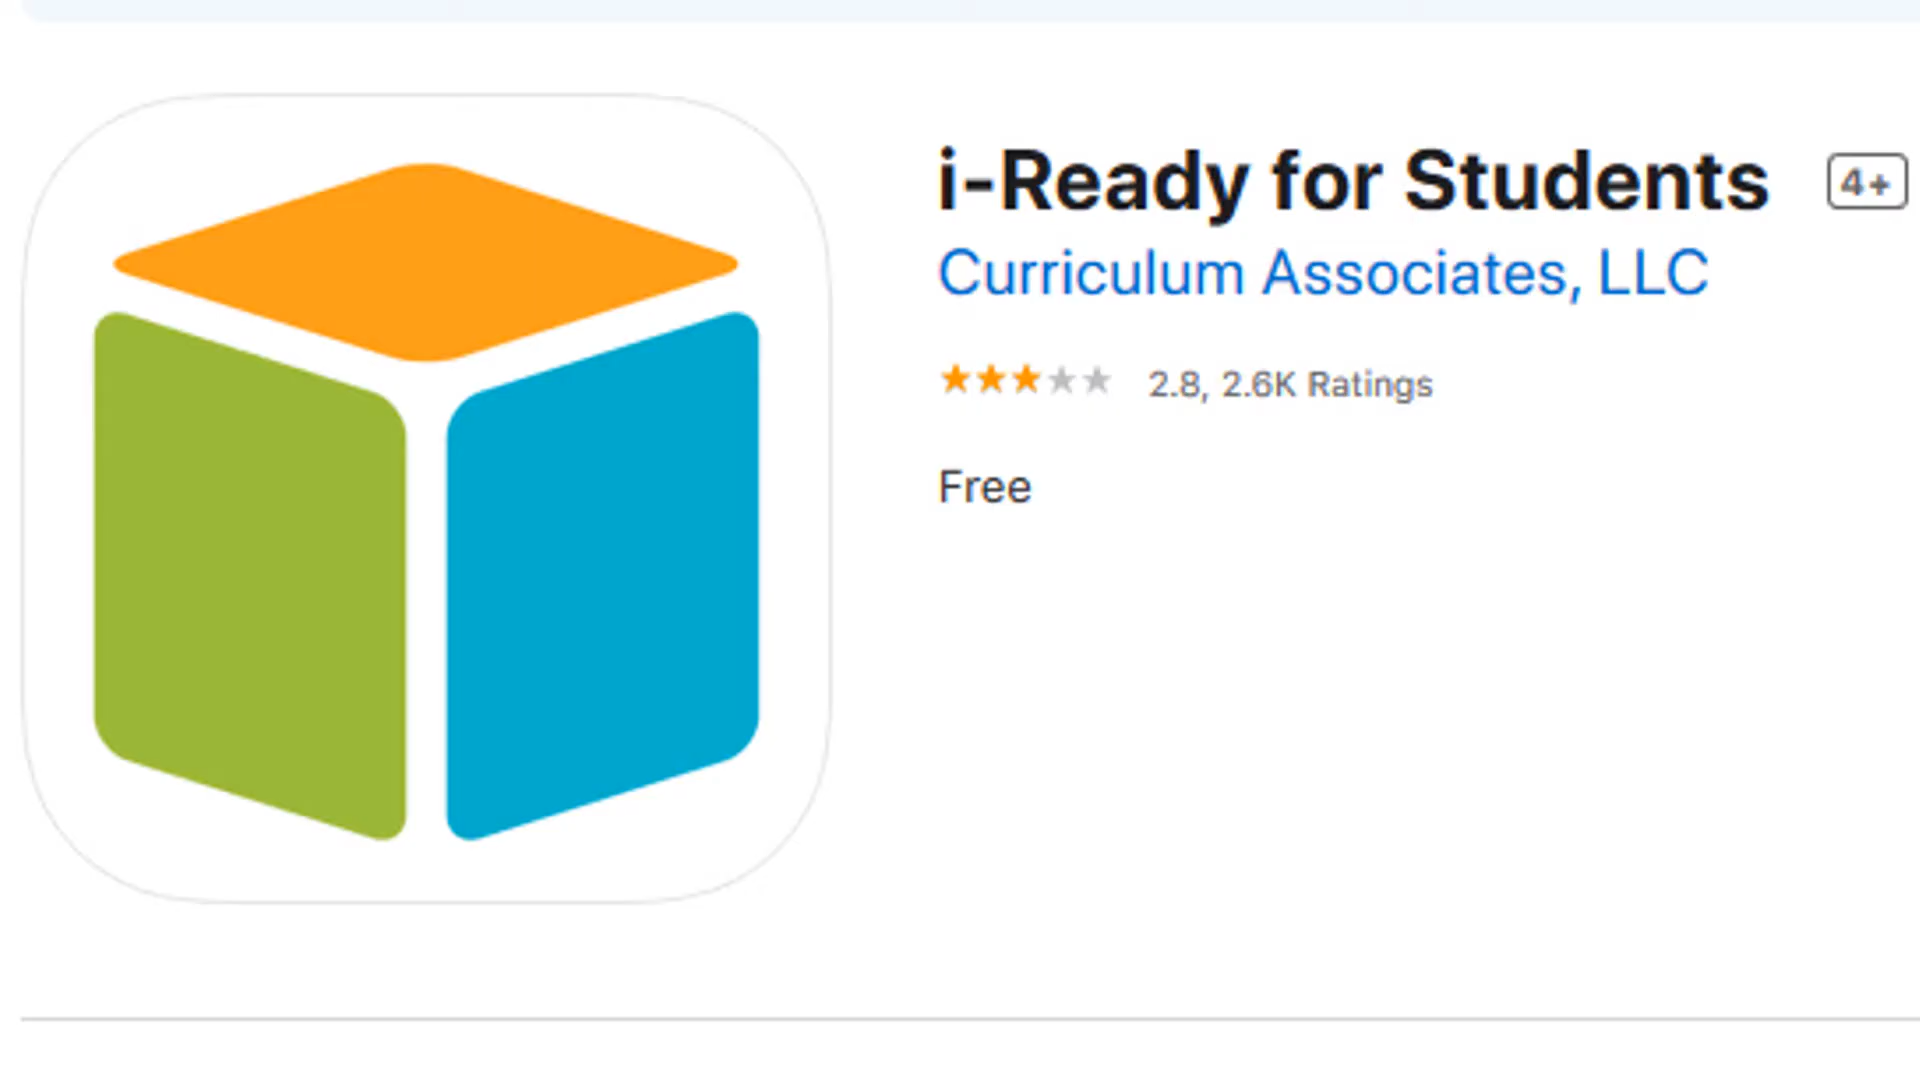 i-Ready for Students 4+
Curriculum Associates, LLC
2.8, 2.6K Ratings
Free